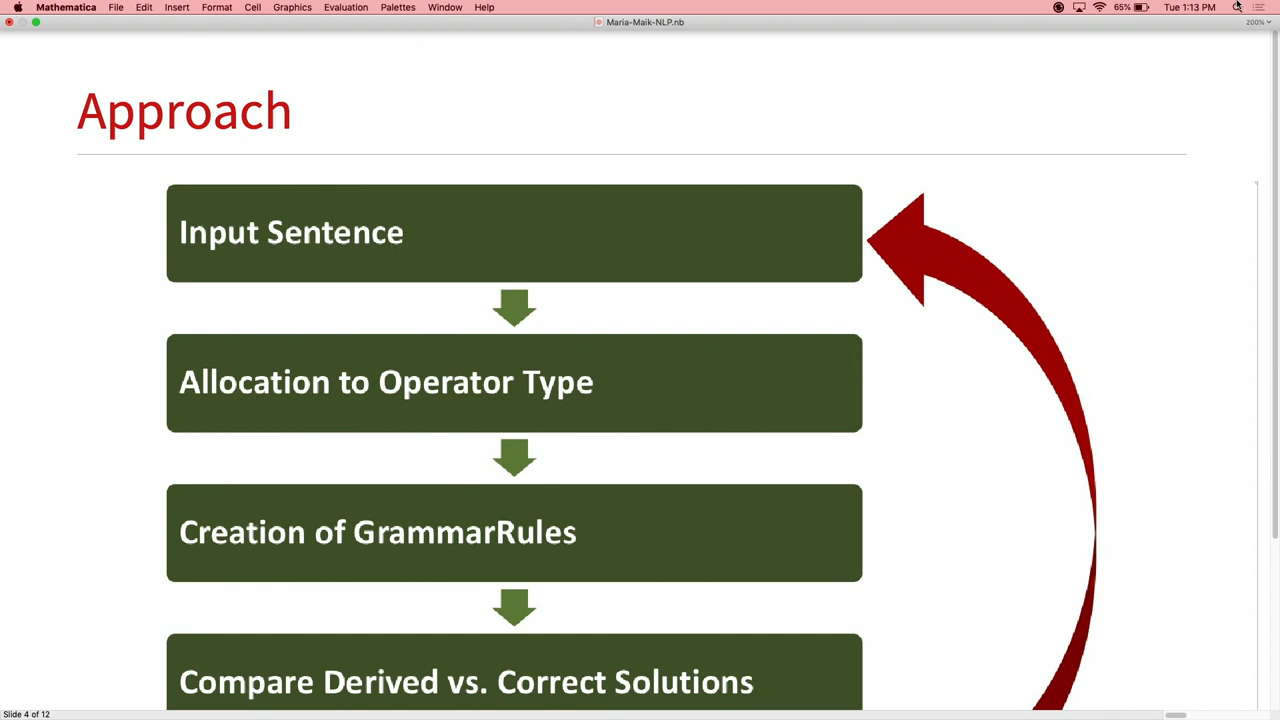 Mathematica File Edit Insert Format Cell Graphics Evaluation Palettes Window Help 65% Tue 1:13 PM
Maria-Maik-NLP.nb 200%
Approach
Input Sentence
Allocation to Operator Type
Creation of GrammarRules
Compare Derived vs. Correct Solutions
Slide 4 of 12